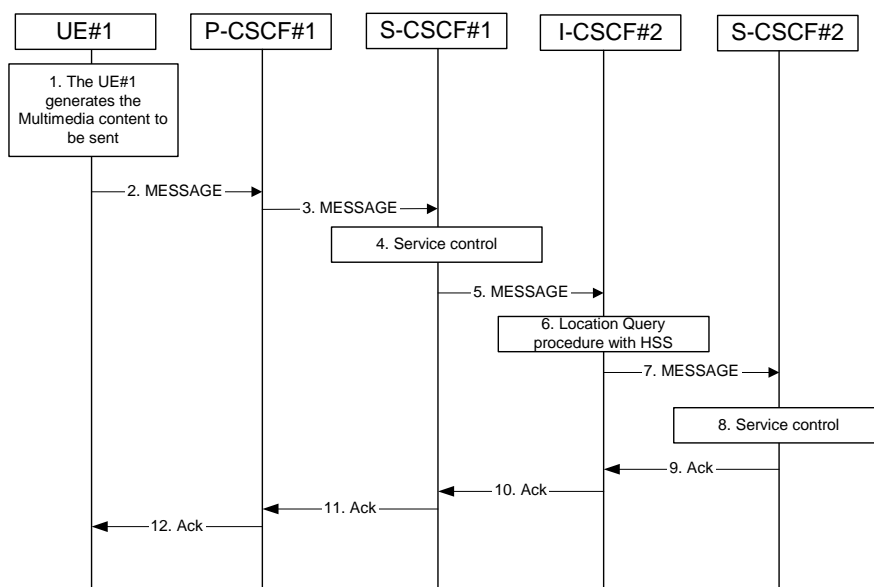 UE#1
P-CSCF#1
S-CSCF#1
I-CSCF#2
S-CSCF#2
1. The UE#1
generates the
Multimedia content to
be sent
2. MESSAGE
3. MESSAGE
4. Service control
5. MESSAGE
6. Location Query
procedure with HSS
7. MESSAGE
8. Service control
9. Ack
10. Ack
11. Ack
12. Ack